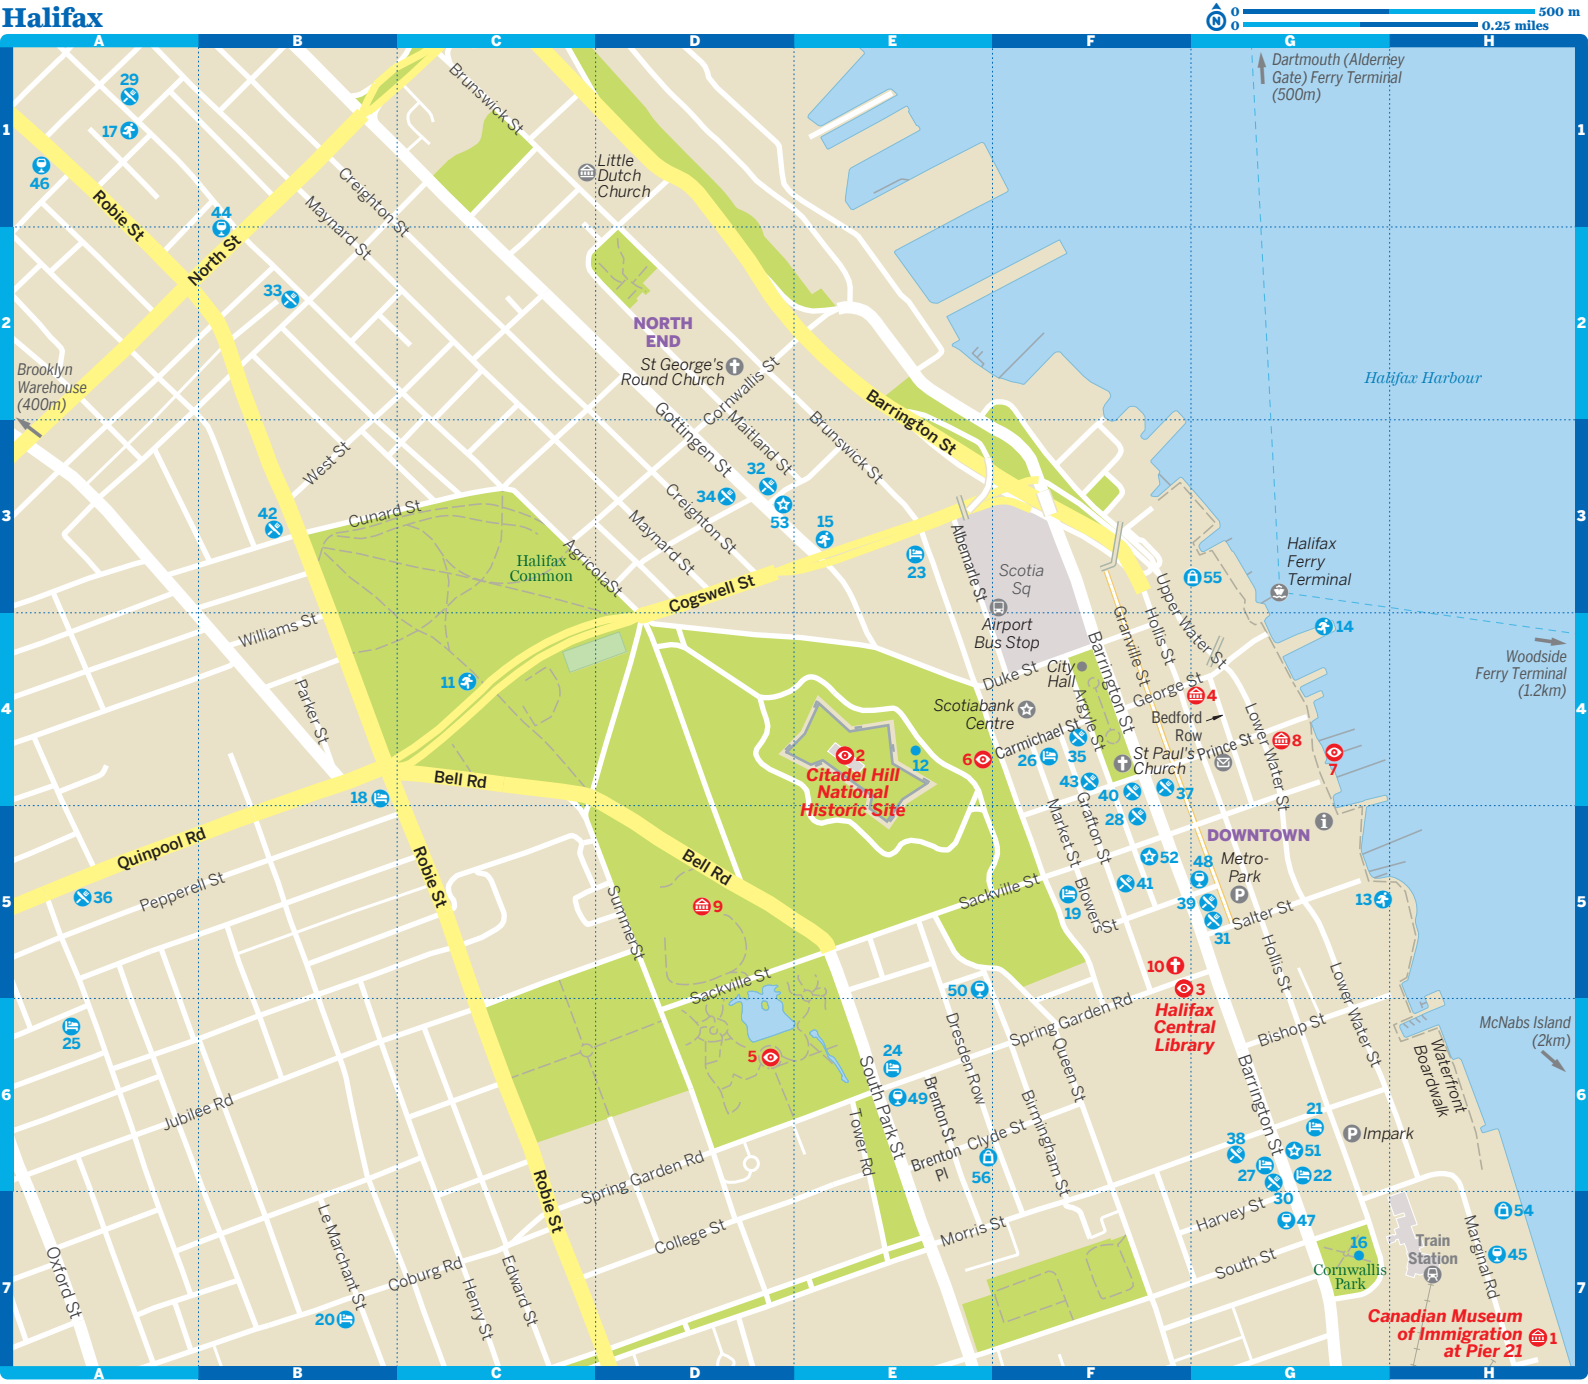 Halifax
N
0
500 m
0
0.25 miles
A
B
C
D
E
F
G
H
1
1
2
2
3
3
4
4
5
5
6
6
7
7
A
B
C
D
E
F
G
H
Dartmouth (Alderney
Gate) Ferry Terminal
(500m)
29
17
46
Robie St
44
North St
33
Creighton St
Maynard St
Brunswick St
Little
Dutch
Church
NORTH
END
St George's
Round Church
Cornwallis St
Brooklyn
Warehouse
(400m)
Halifax Harbour
Barrington St
Gottingen St
Maitland St
Brunswick St
West St
Cunard St
42
32
34
53
15
23
Creighton St
Maynard St
Agricola St
Halifax
Common
Cogswell St
Albemarle St
Scotia
Sq
Airport
Bus Stop
Halifax
Ferry
Terminal
55
14
Woodside
Ferry Terminal
(1.2km)
Upper Water St
Hollis St
Granville St
Barrington St
Williams St
Parker St
11
Duke St
City
Hall
Argyle St
George St
4
Scotiabank
Centre
Bedford
Row
Carmichael St
Prince St
Lower Water St
8
7
2
Citadel Hill
National
Historic Site
12
6
26
35
St Paul's
Church
43
40
37
28
18
Bell Rd
Quinpool Rd
Robie St
Bell Rd
Market St
Grafton St
DOWNTOWN
i
Metro-
Park
P
52
48
41
19
Blowers
St
39
31
Salter St
13
36
Pepperell St
Summer St
9
Sackville St
Sackville St
10
3
Halifax
Central
Library
Hollis St
Lower Water St
50
Spring Garden Rd
Bishop St
McNabs Island
(2km)
25
5
24
49
South Park St
Dresden Row
Queen St
Brenton St
Birmingham St
Barrington St
Waterfront
Boardwalk
Jubilee Rd
Tower Rd
Clyde St
Brenton
Pl
56
21
P
Impark
38
51
27
22
30
Spring Garden Rd
Robie St
Le Marchant St
College St
Morris St
Harvey St
47
54
45
South St
16
Cornwallis
Park
Train
Station
Marginal Rd
Oxford St
Coburg Rd
Henry St
Edward St
20
Canadian Museum
of Immigration
at Pier 21
1